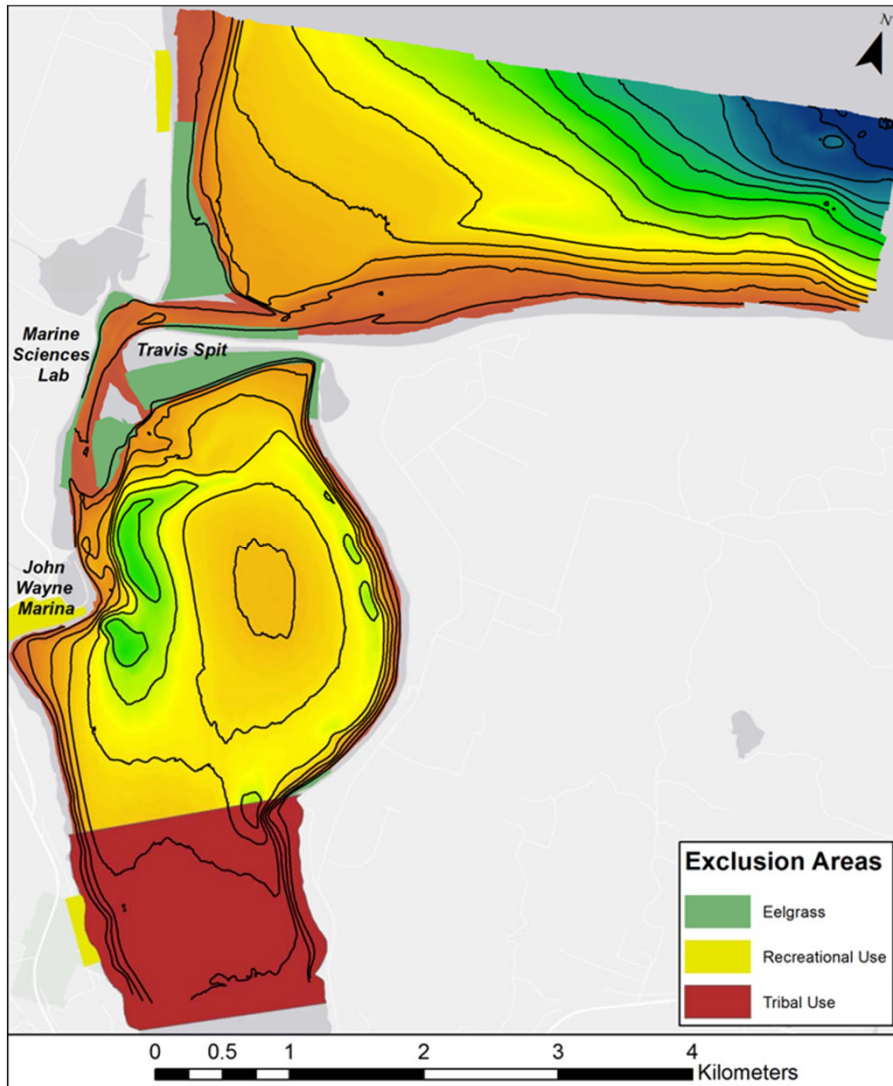 N
Marine
Sciences
Lab
Travis Spit
John
Wayne
Marina
Exclusion Areas
Eelgrass
Recreational Use
Tribal Use
0 0.5 1 2 3 4
Kilometers